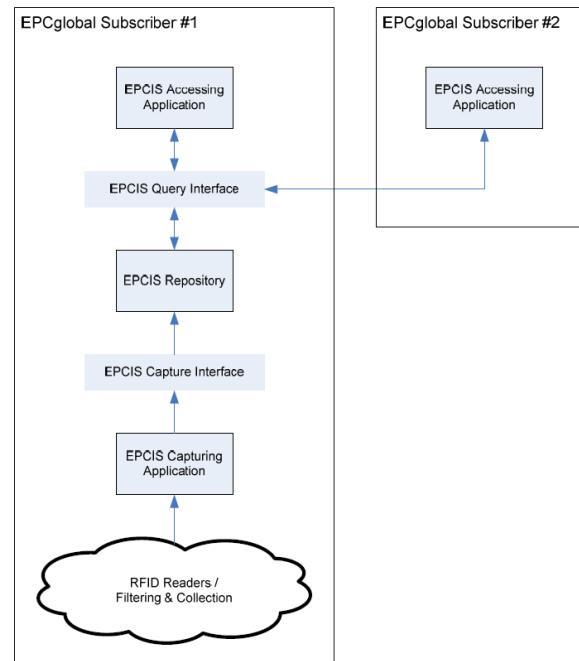 EPCglobal Subscriber #1
EPCIS Accessing
Application
EPCIS Query Interface
EPCIS Repository
EPCIS Capture Interface
EPCIS Capturing
Application
RFID Readers /
Filtering & Collection
EPCglobal Subscriber #2
EPCIS Accessing
Application